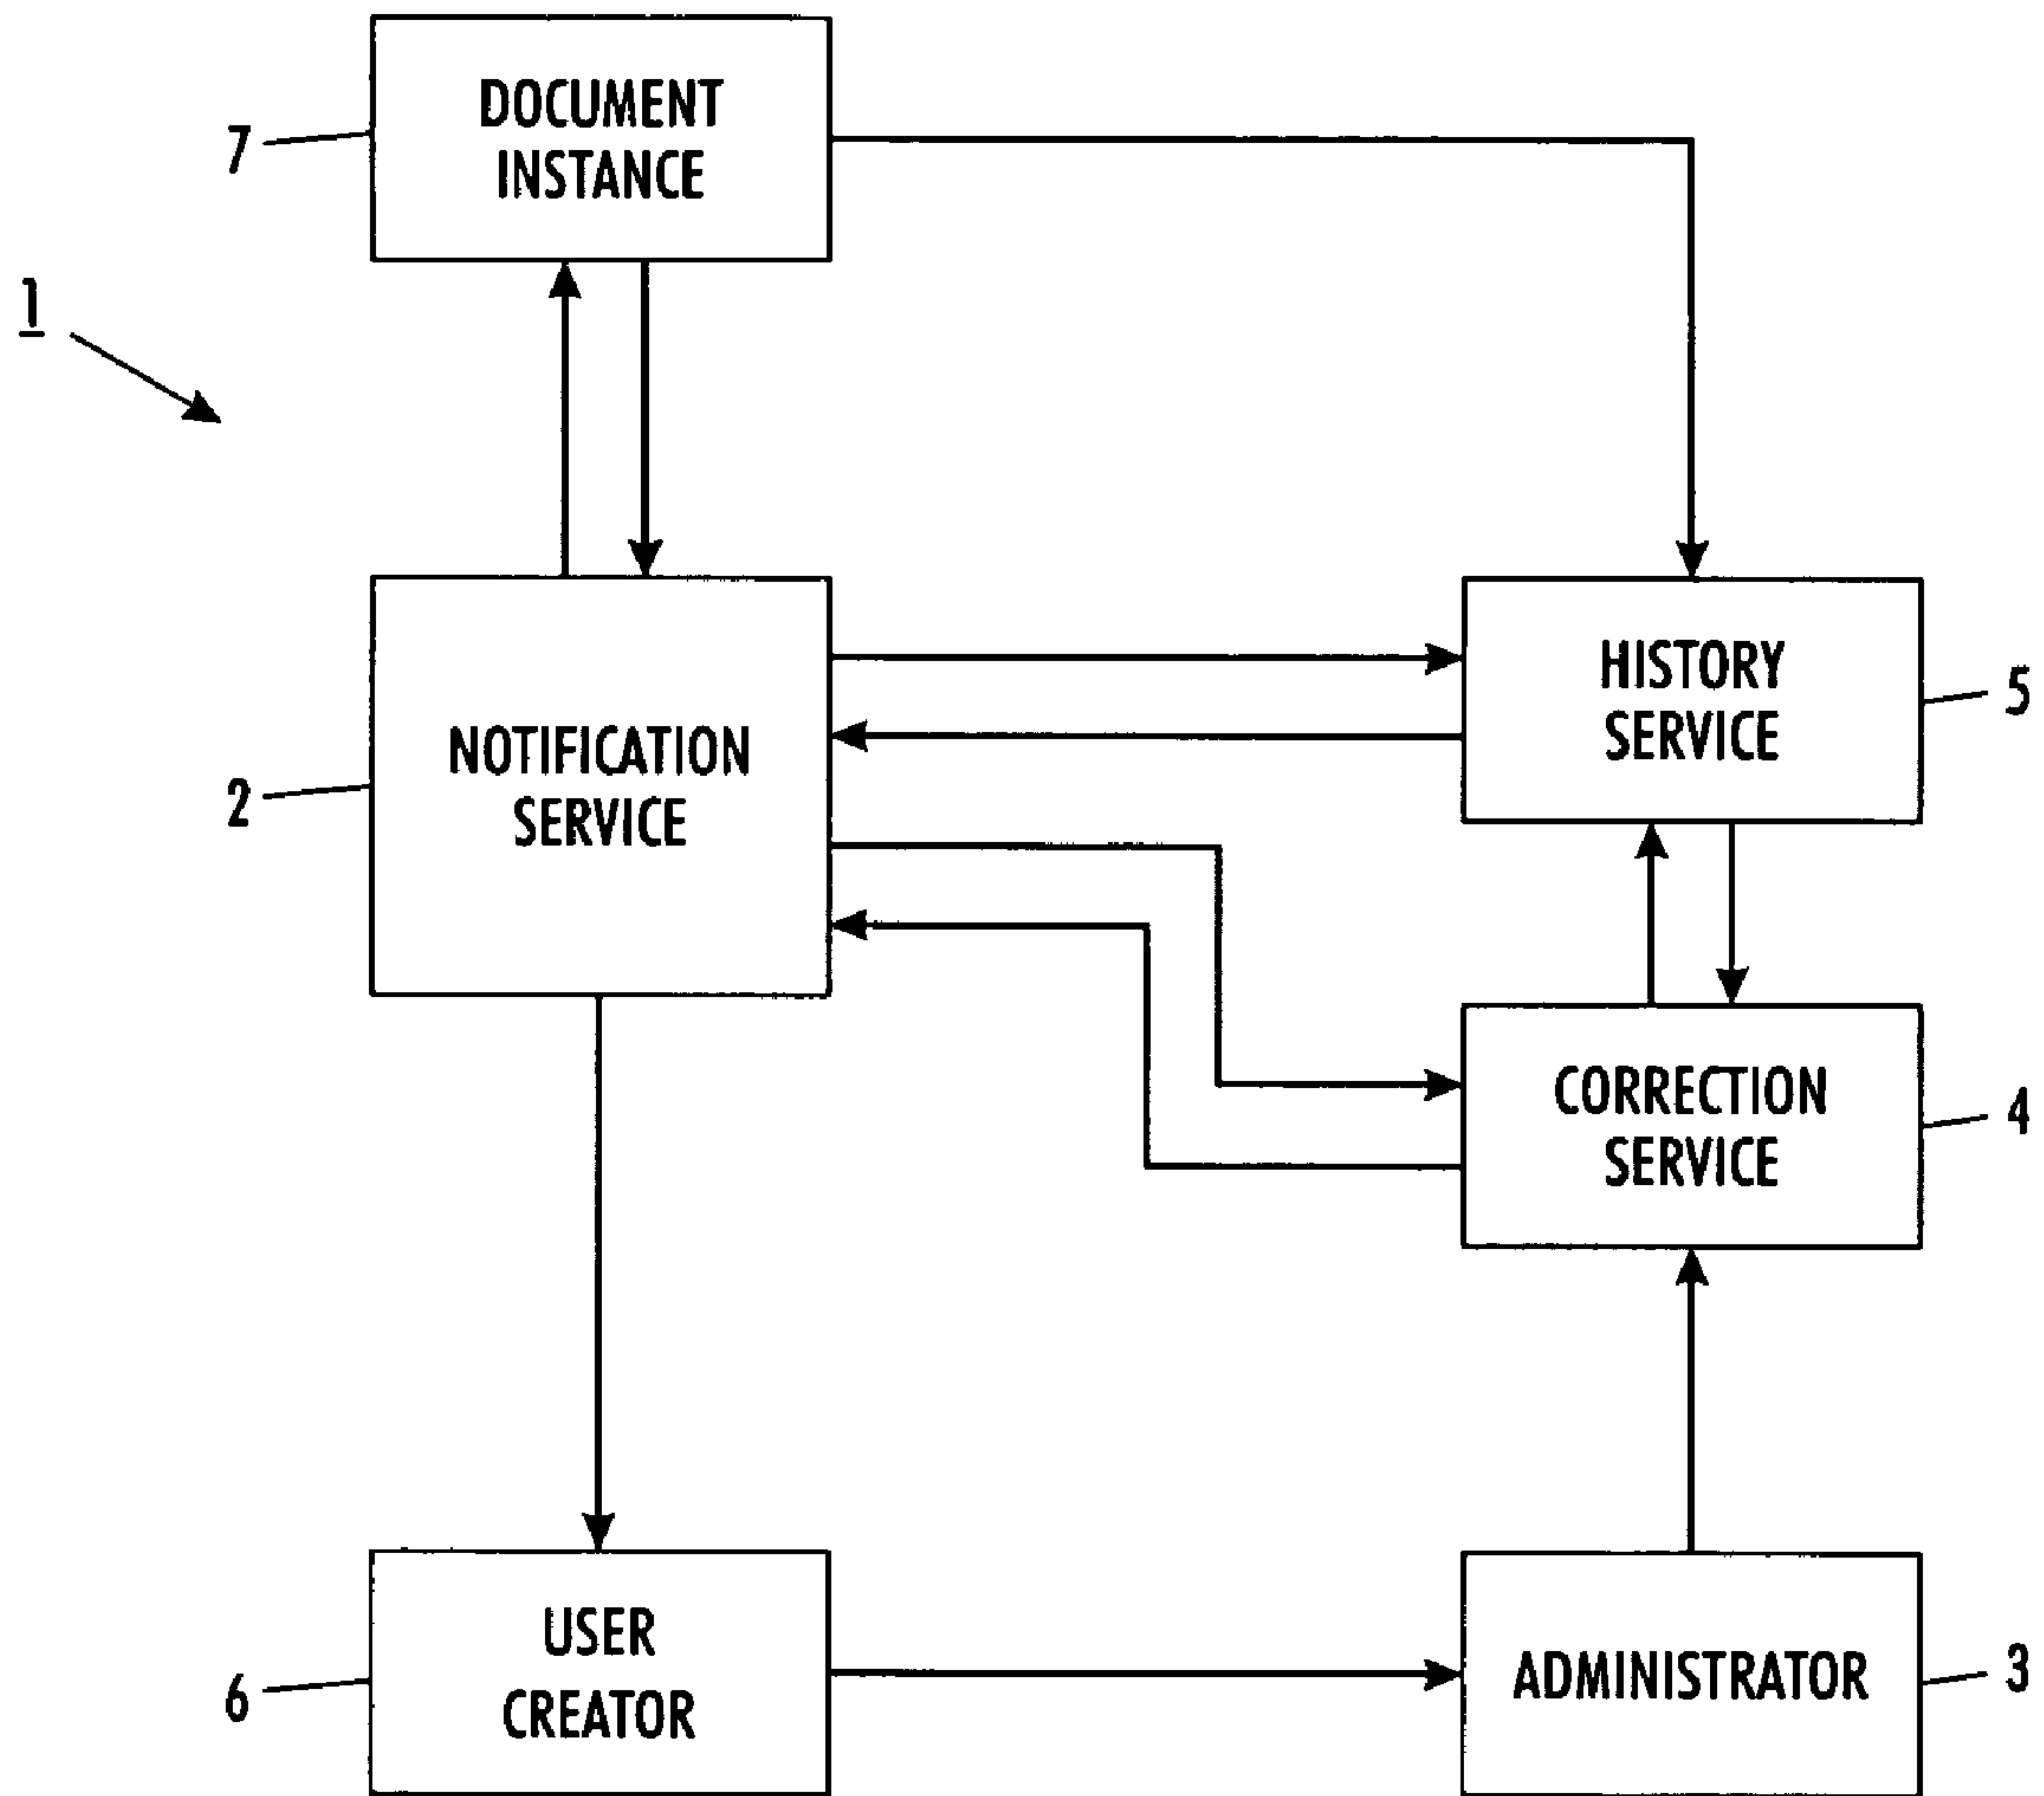 DOCUMENT
INSTANCE
7
1
NOTIFICATION
SERVICE
2
HISTORY
SERVICE
5
CORRECTION
SERVICE
4
USER
CREATOR
6
ADMINISTRATOR
3